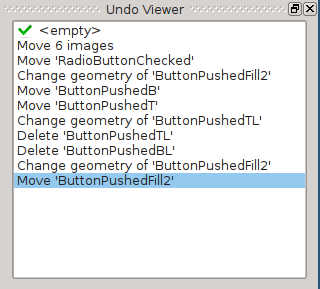 Undo Viewer
<empty>
Move 6 images
Move 'RadioButtonChecked'
Change geometry of 'ButtonPushedFill2'
Move 'ButtonPushedB'
Move 'ButtonPushedT'
Change geometry of 'ButtonPushedTL'
Delete 'ButtonPushedTL'
Delete 'ButtonPushedBL'
Change geometry of 'ButtonPushedFill2'
Move 'ButtonPushedFill2'